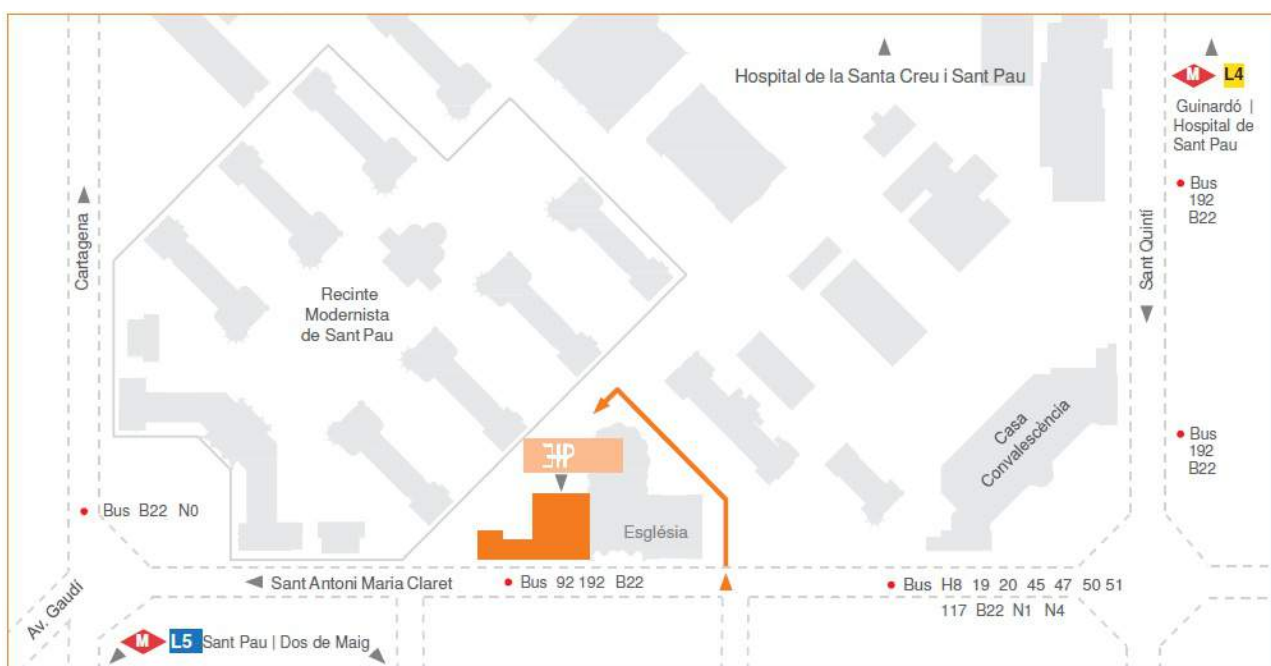 Hospital de la Santa Creu i Sant Pau
M L4
Guinardó |
Hospital de
Sant Pau
Bus
192
B22
Cartagena
Sant Quintí
Recinte
Modernista
de Sant Pau
Casa
Convalescència
Bus
192
B22
Bus B22 N0
Església
Sant Antoni Maria Claret
Bus 92 192 B22
Bus H8 19 20 45 47 50 51
117 B22 N1 N4
Av. Gaudí
M L5 Sant Pau | Dos de Maig